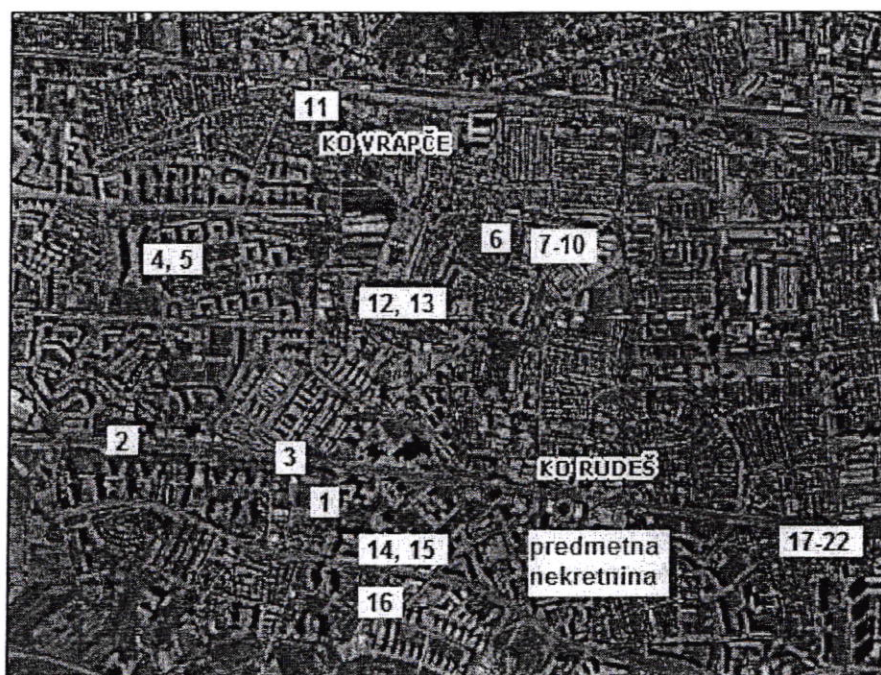 11
KO VRAPČE
6
7-10
4, 5
12, 13
2
3
KO RUDEŠ
1
14, 15
predmetna
nekretnina
17-22
16